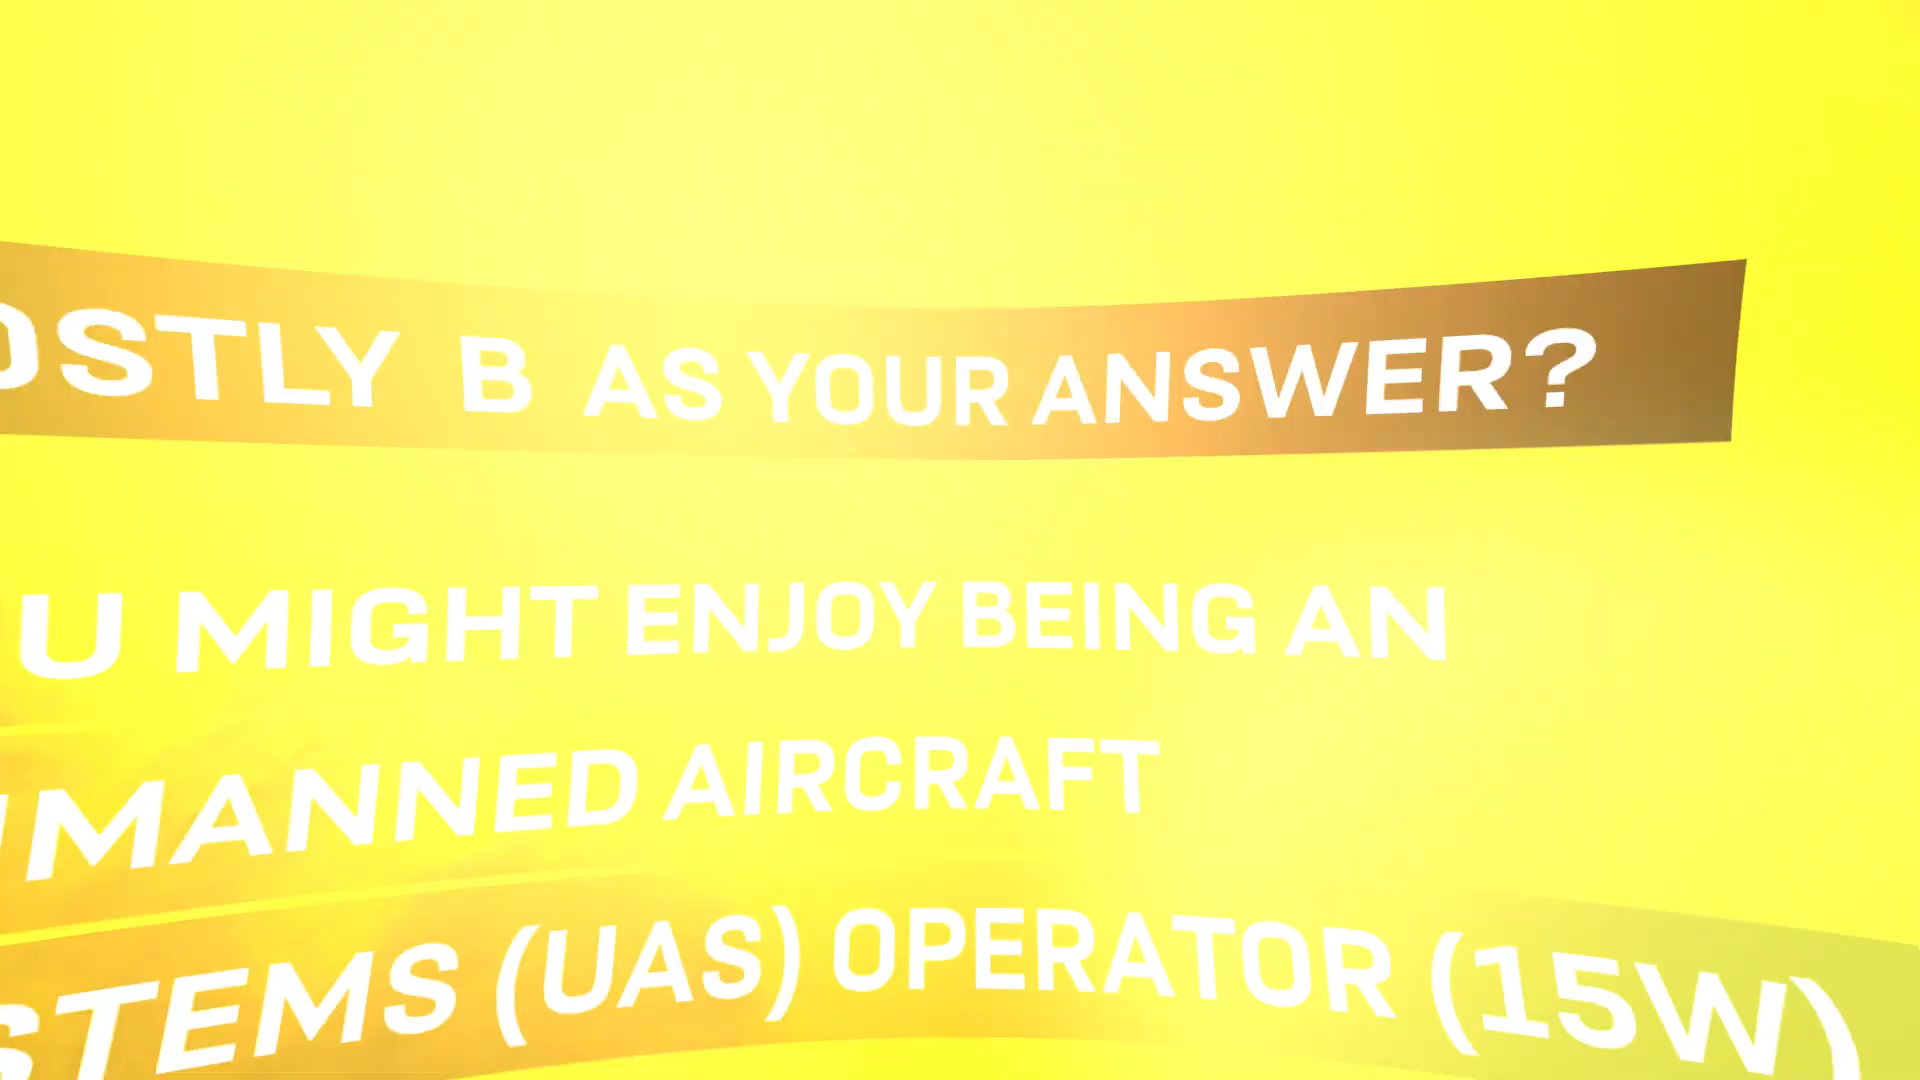 OSTLY B AS YOUR ANSWER?
U MIGHT ENJOY BEING AN
MANNED AIRCRAFT
STEMS (UAS) OPERATOR (15W)